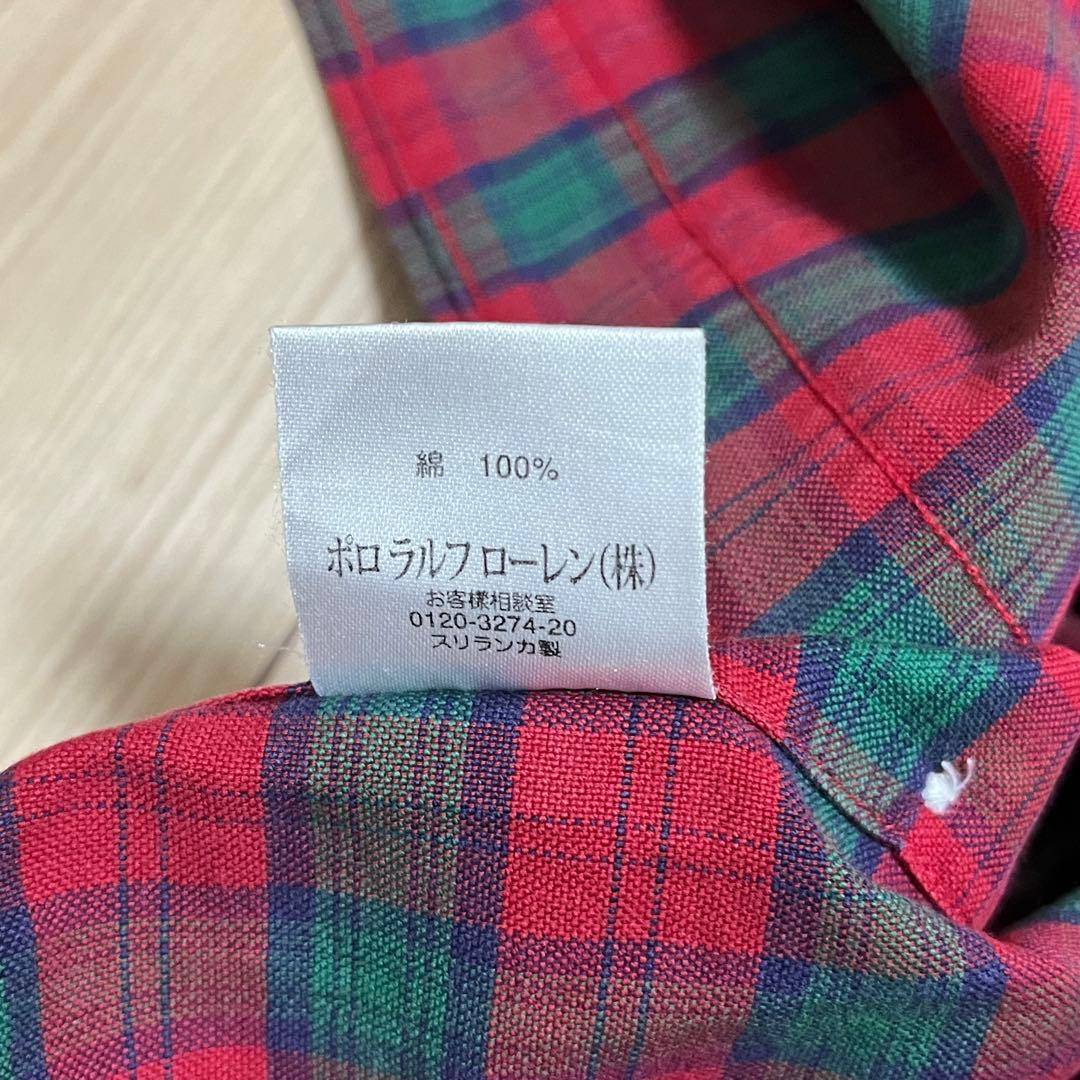 綿　100%
ポロ ラルフ ローレン(株)
お客様相談室
0120-3274-20
スリランカ製